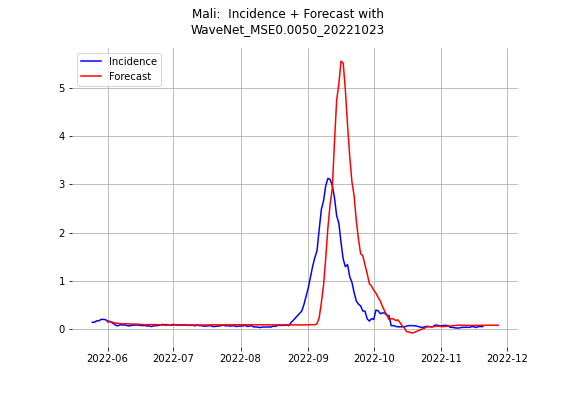 Mali:  Incidence + Forecast with
WaveNet_MSE0.0050_20221023
Incidence
Forecast
5
4
3
2
1
0
2022-06 2022-07 2022-08 2022-09 2022-10 2022-11 2022-12